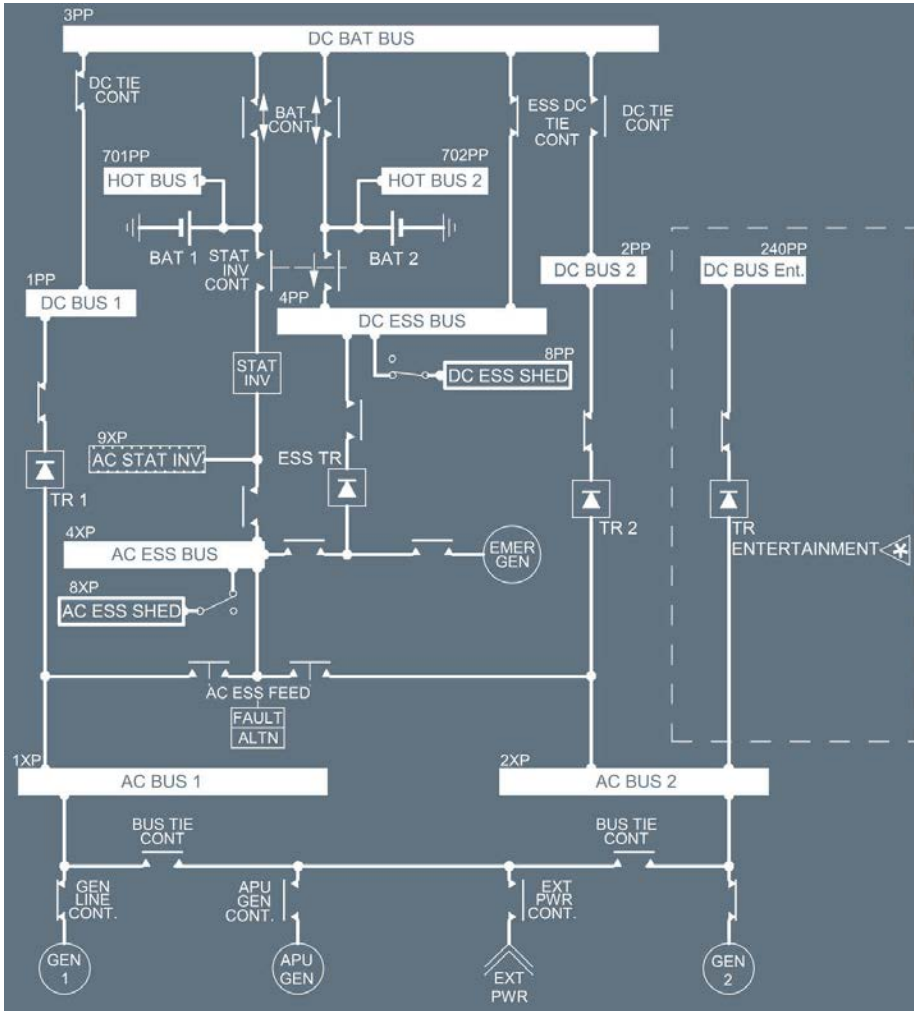 3PP
DC BAT BUS
DC TIE
CONT
BAT
CONT
ESS DC
TIE
CONT
DC TIE
CONT
701PP
HOT BUS 1
702PP
HOT BUS 2
BAT 1
STAT
INV
CONT
BAT 2
2PP
DC BUS 2
240PP
DC BUS Ent.
1PP
DC BUS 1
4PP
DC ESS BUS
STAT
INV
8PP
DC ESS SHED
9XP
AC STAT INV
ESS TR
TR 1
TR 2
TR
ENTERTAINMENT
4XP
AC ESS BUS
EMER
GEN
8XP
AC ESS SHED
AC ESS FEED
FAULT
ALTN
1XP
AC BUS 1
2XP
AC BUS 2
BUS TIE
CONT
BUS TIE
CONT
GEN
LINE
CONT.
APU
GEN
CONT.
EXT
PWR
CONT.
GEN
1
APU
GEN
EXT
PWR
GEN
2